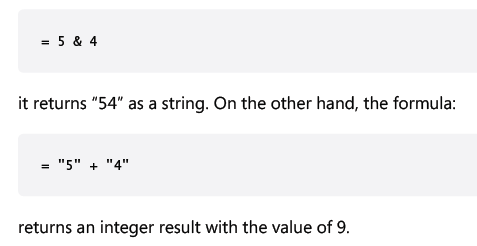 = 5 & 4
it returns “54” as a string. On the other hand, the formula:
= "5" + "4"
returns an integer result with the value of 9.